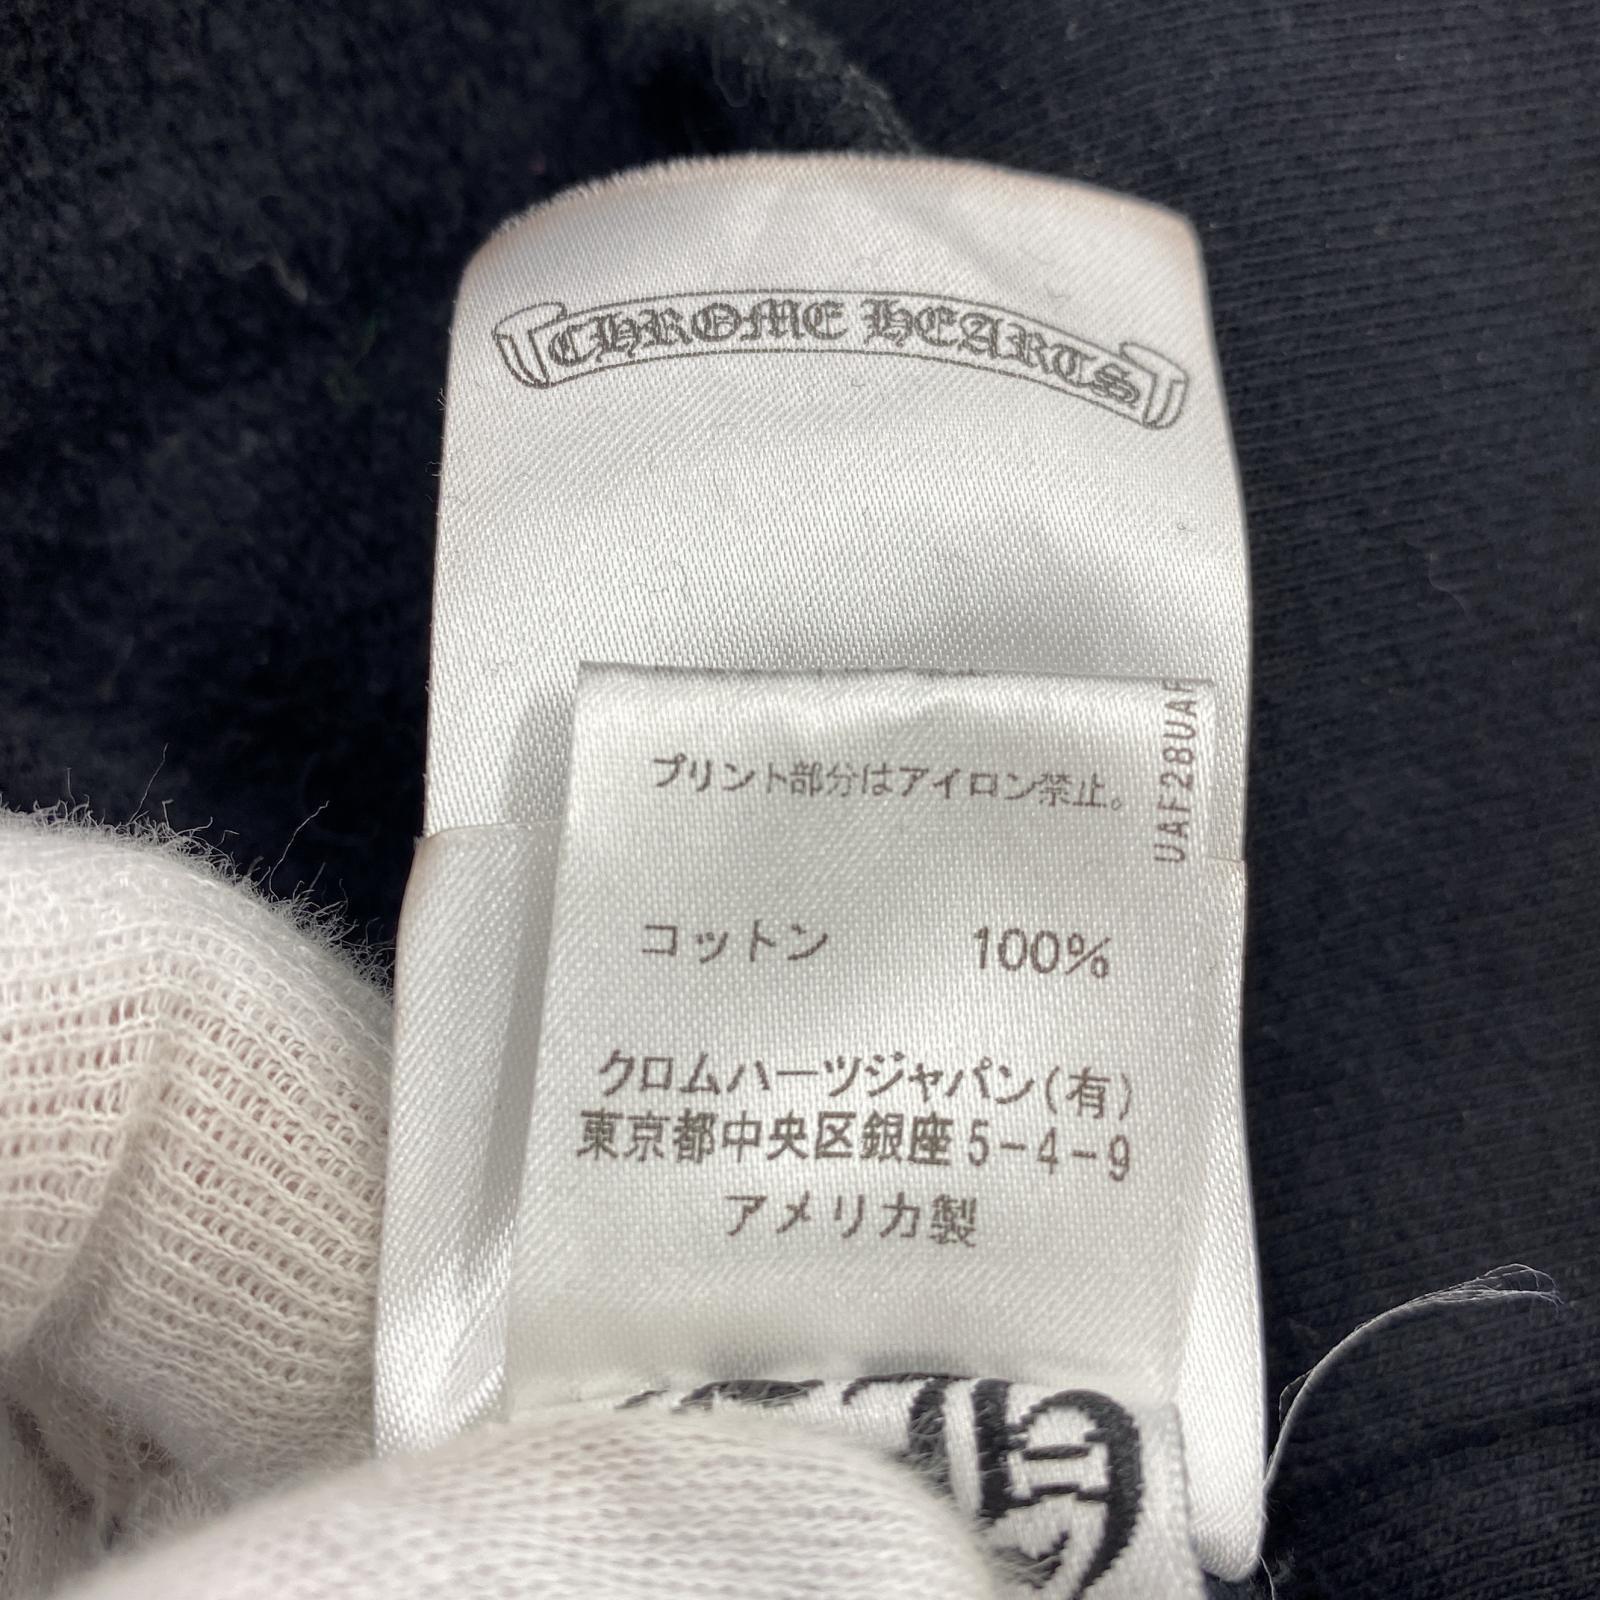 CHROME HEARTS
プリント部分はアイロン禁止。
UAF28UAF
コットン 100%
クロムハーツジャパン(有)
東京都中央区銀座5-4-9
アメリカ製